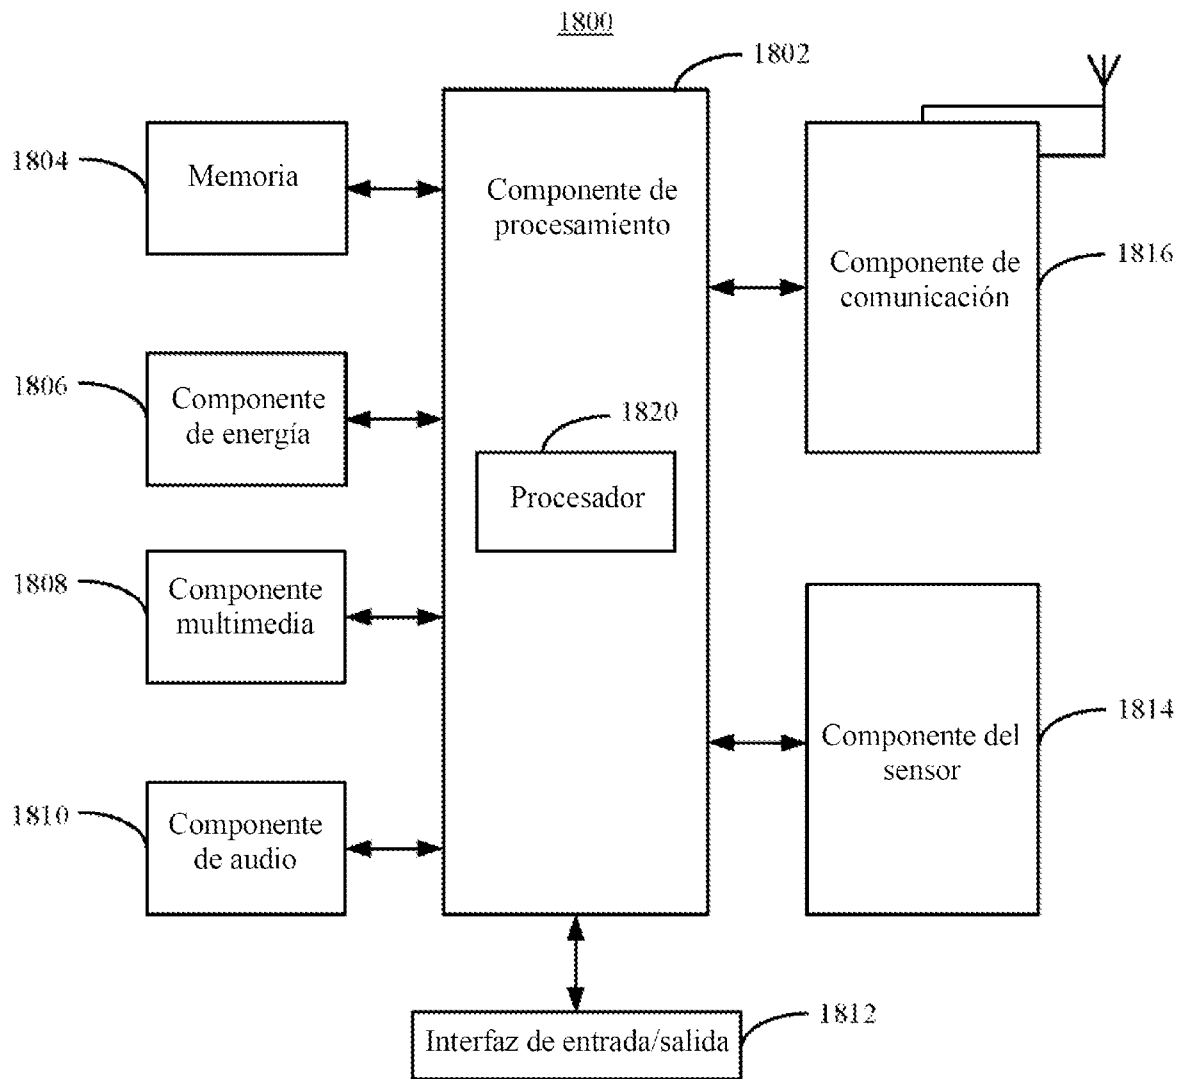 1800
1802
1804
Memoria
Componente de
procesamiento
Componente de
comunicación
1816
1806
Componente
de energía
1820
Procesador
1808
Componente
multimedia
Componente del
sensor
1814
1810
Componente
de audio
Interfaz de entrada/salida
1812